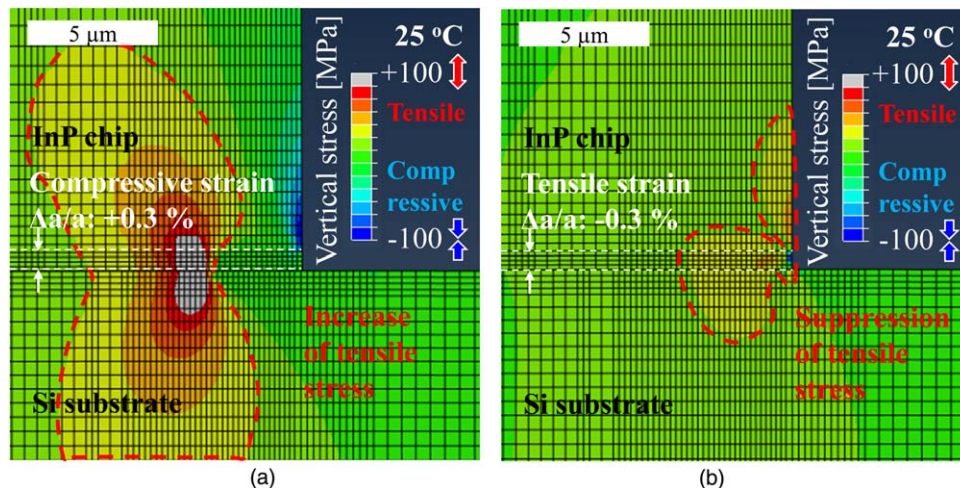 5 μm
25 °C
Vertical stress [MPa]
+100
Tensile
Comp
ressive
-100
InP chip
Compressive strain
Δa/a: +0.3 %
Increase
of tensile
stress
Si substrate
(a)
5 μm
25 °C
Vertical stress [MPa]
+100
Tensile
Comp
ressive
-100
InP chip
Tensile strain
Δa/a: -0.3 %
Suppression
of tensile
stress
Si substrate
(b)